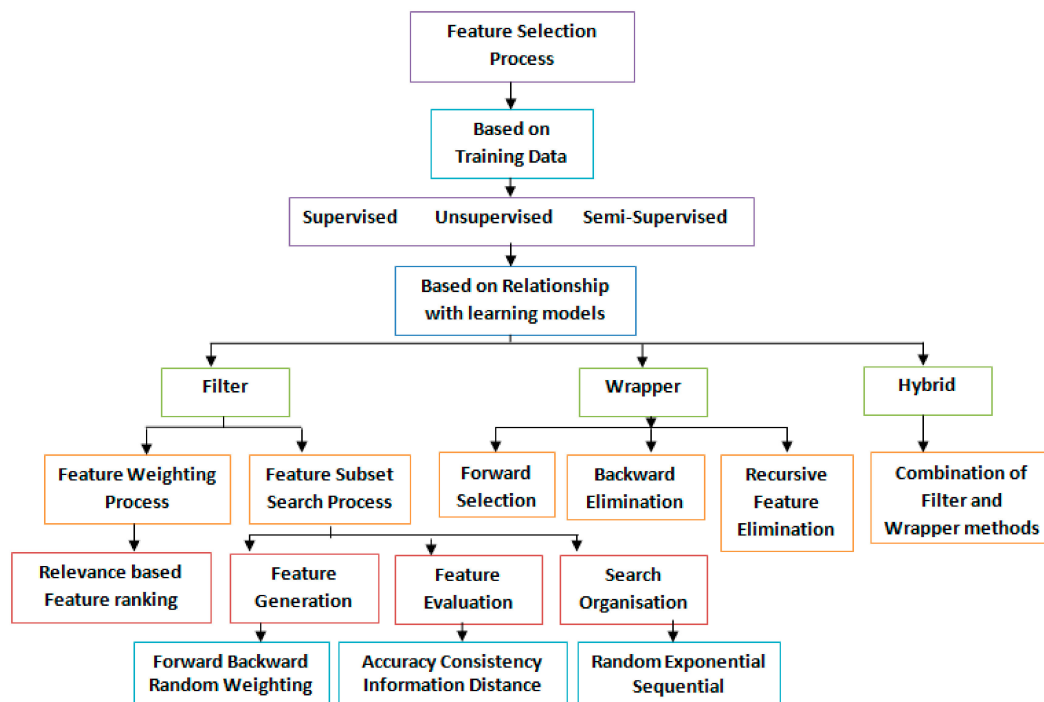 Feature Selection
Process
Based on
Training Data
Supervised Unsupervised Semi-Supervised
Based on Relationship
with learning models
Filter
Wrapper
Hybrid
Feature Weighting
Process
Feature Subset
Search Process
Forward
Selection
Backward
Elimination
Recursive
Feature
Elimination
Combination of
Filter and
Wrapper methods
Relevance based
Feature ranking
Feature
Generation
Feature
Evaluation
Search
Organisation
Forward Backward
Random Weighting
Accuracy Consistency
Information Distance
Random Exponential
Sequential